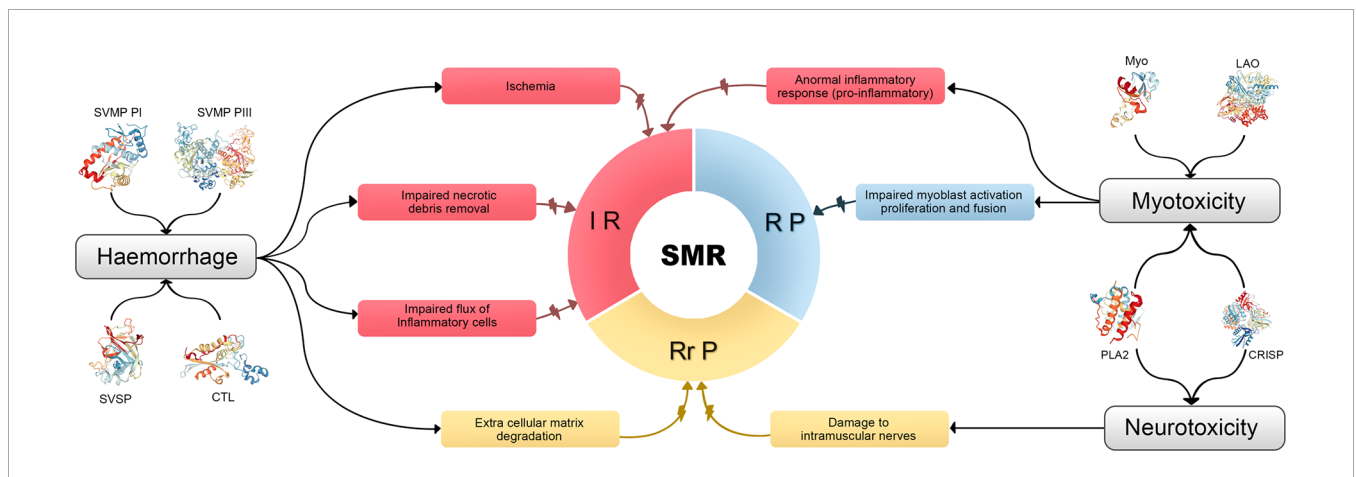 SVMP PI
SVMP PIII
Haemorrhage
SVSP
CTL
Ischemia
Impaired necrotic
debris removal
Impaired flux of
Inflammatory cells
Extra cellular matrix
degradation
I R
R P
SMR
Rr P
Anormal inflammatory
response (pro-inflammatory)
Impaired myoblast activation
proliferation and fusion
Damage to
intramuscular nerves
Myo
LAO
Myotoxicity
PLA2
CRISP
Neurotoxicity